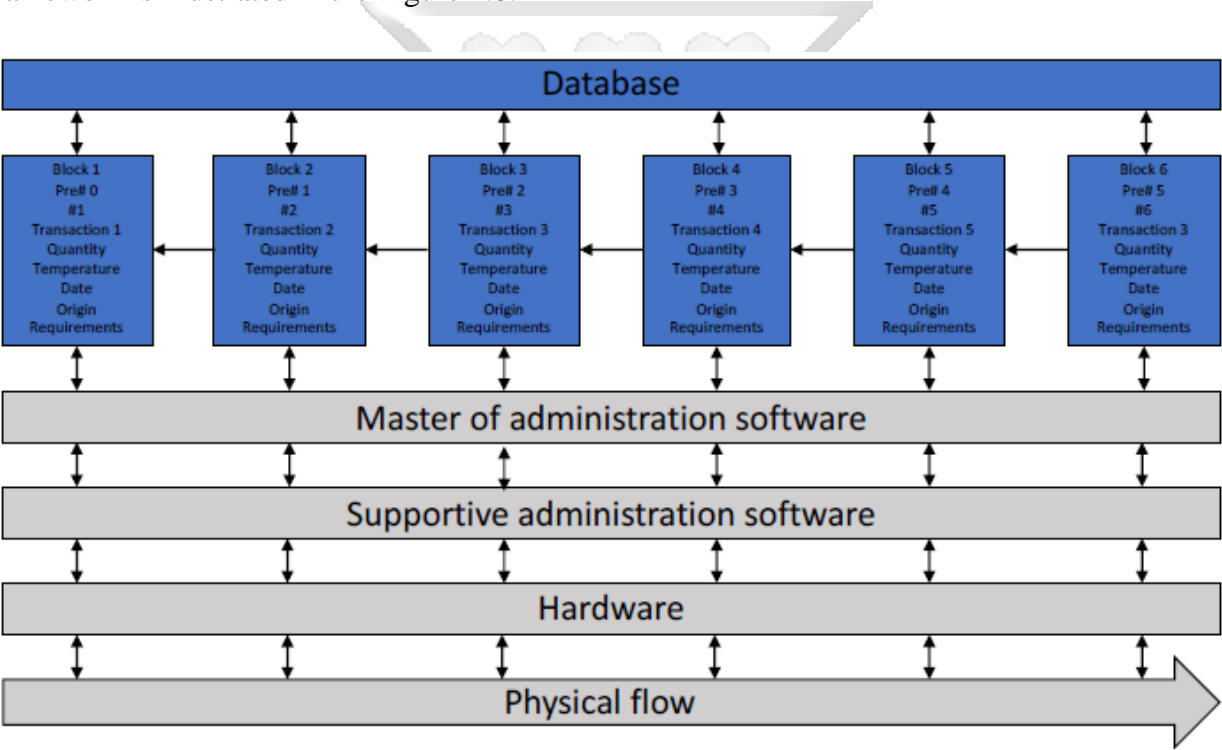 Database
Block 1
Pre# 0
#1
Transaction 1
Quantity
Temperature
Date
Origin
Requirements
Block 2
Pre# 1
#2
Transaction 2
Quantity
Temperature
Date
Origin
Requirements
Block 3
Pre# 2
#3
Transaction 3
Quantity
Temperature
Date
Origin
Requirements
Block 4
Pre# 3
#4
Transaction 4
Quantity
Temperature
Date
Origin
Requirements
Block 5
Pre# 4
#5
Transaction 5
Quantity
Temperature
Date
Origin
Requirements
Block 6
Pre# 5
#6
Transaction 3
Quantity
Temperature
Date
Origin
Requirements
Master of administration software
Supportive administration software
Hardware
Physical flow